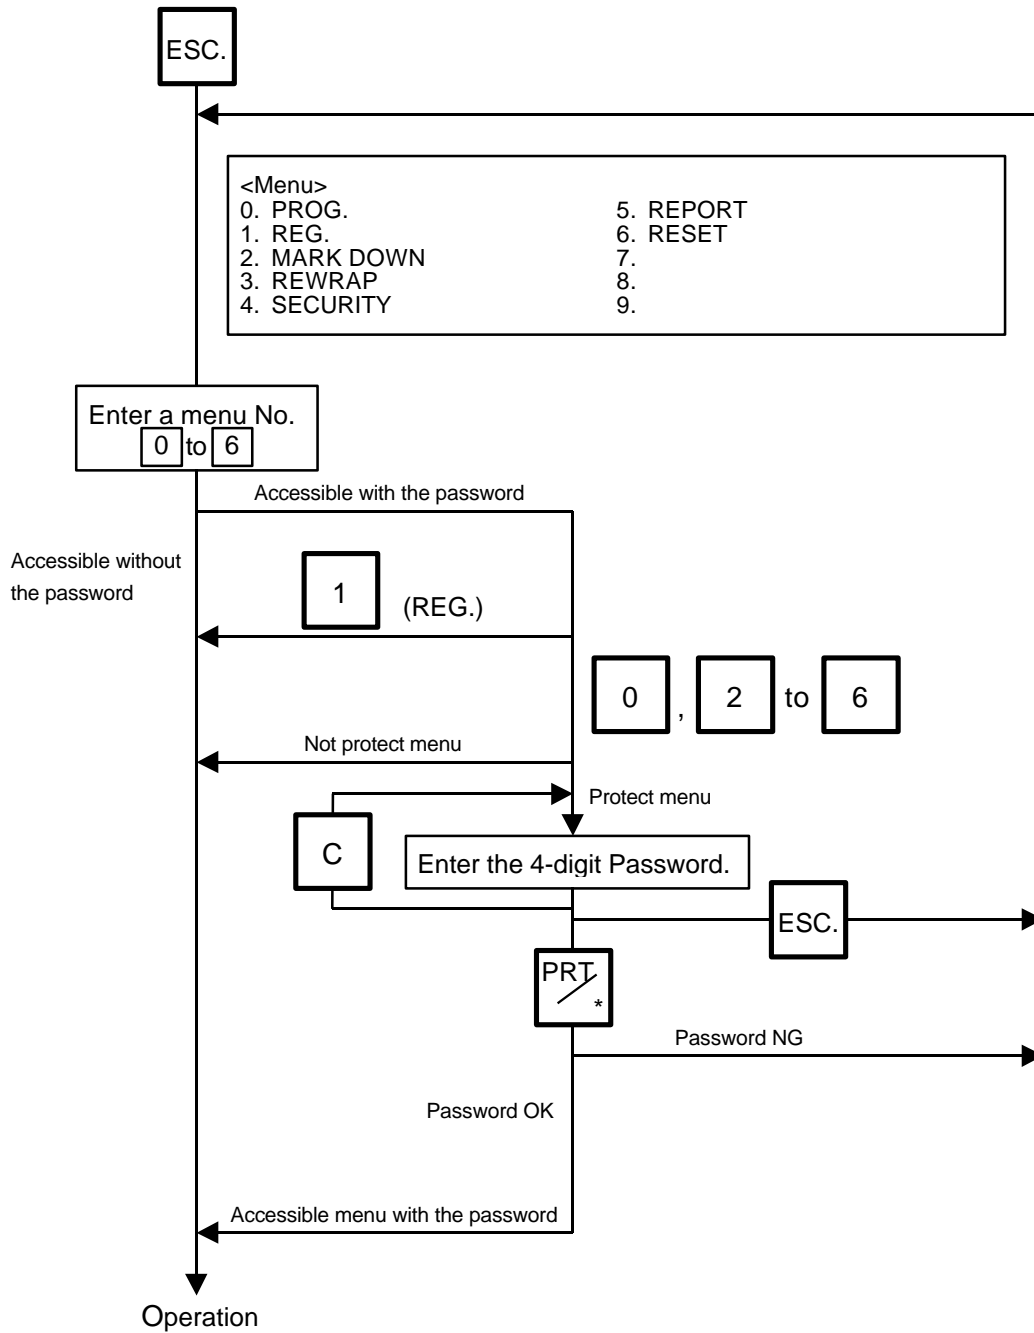 ESC.
<Menu>
0. PROG. 5. REPORT
1. REG. 6. RESET
2. MARK DOWN 7.
3. REWRAP 8.
4. SECURITY 9.
Enter a menu No.
0 to 6
Accessible with the password
Accessible without
the password
1 (REG.)
0 , 2 to 6
Not protect menu
Protect menu
C
Enter the 4-digit Password.
ESC.
PRT
*
Password NG
Password OK
Accessible menu with the password
Operation